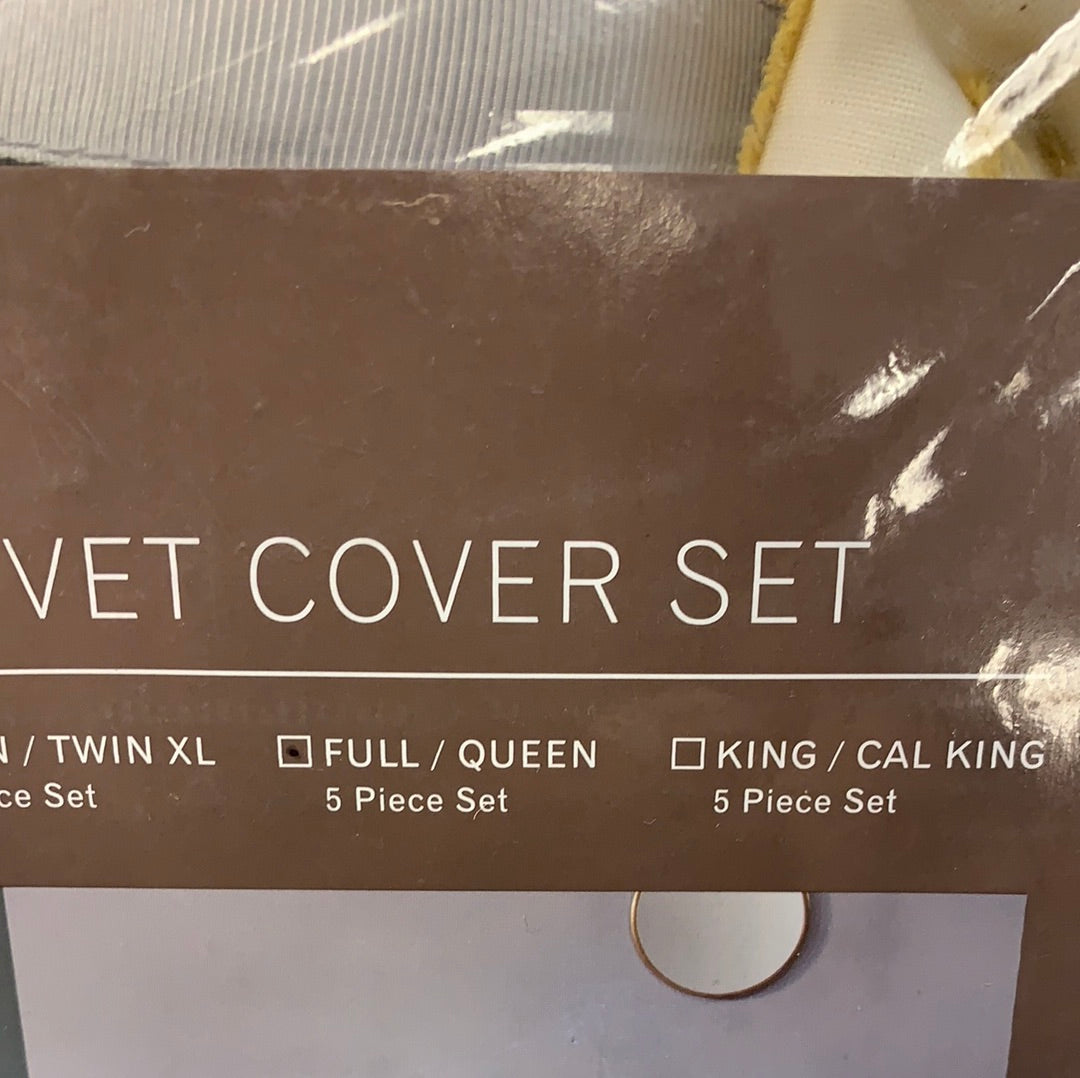 VET COVER SET
N / TWIN XL FULL / QUEEN KING / CAL KING
ce Set 5 Piece Set 5 Piece Set